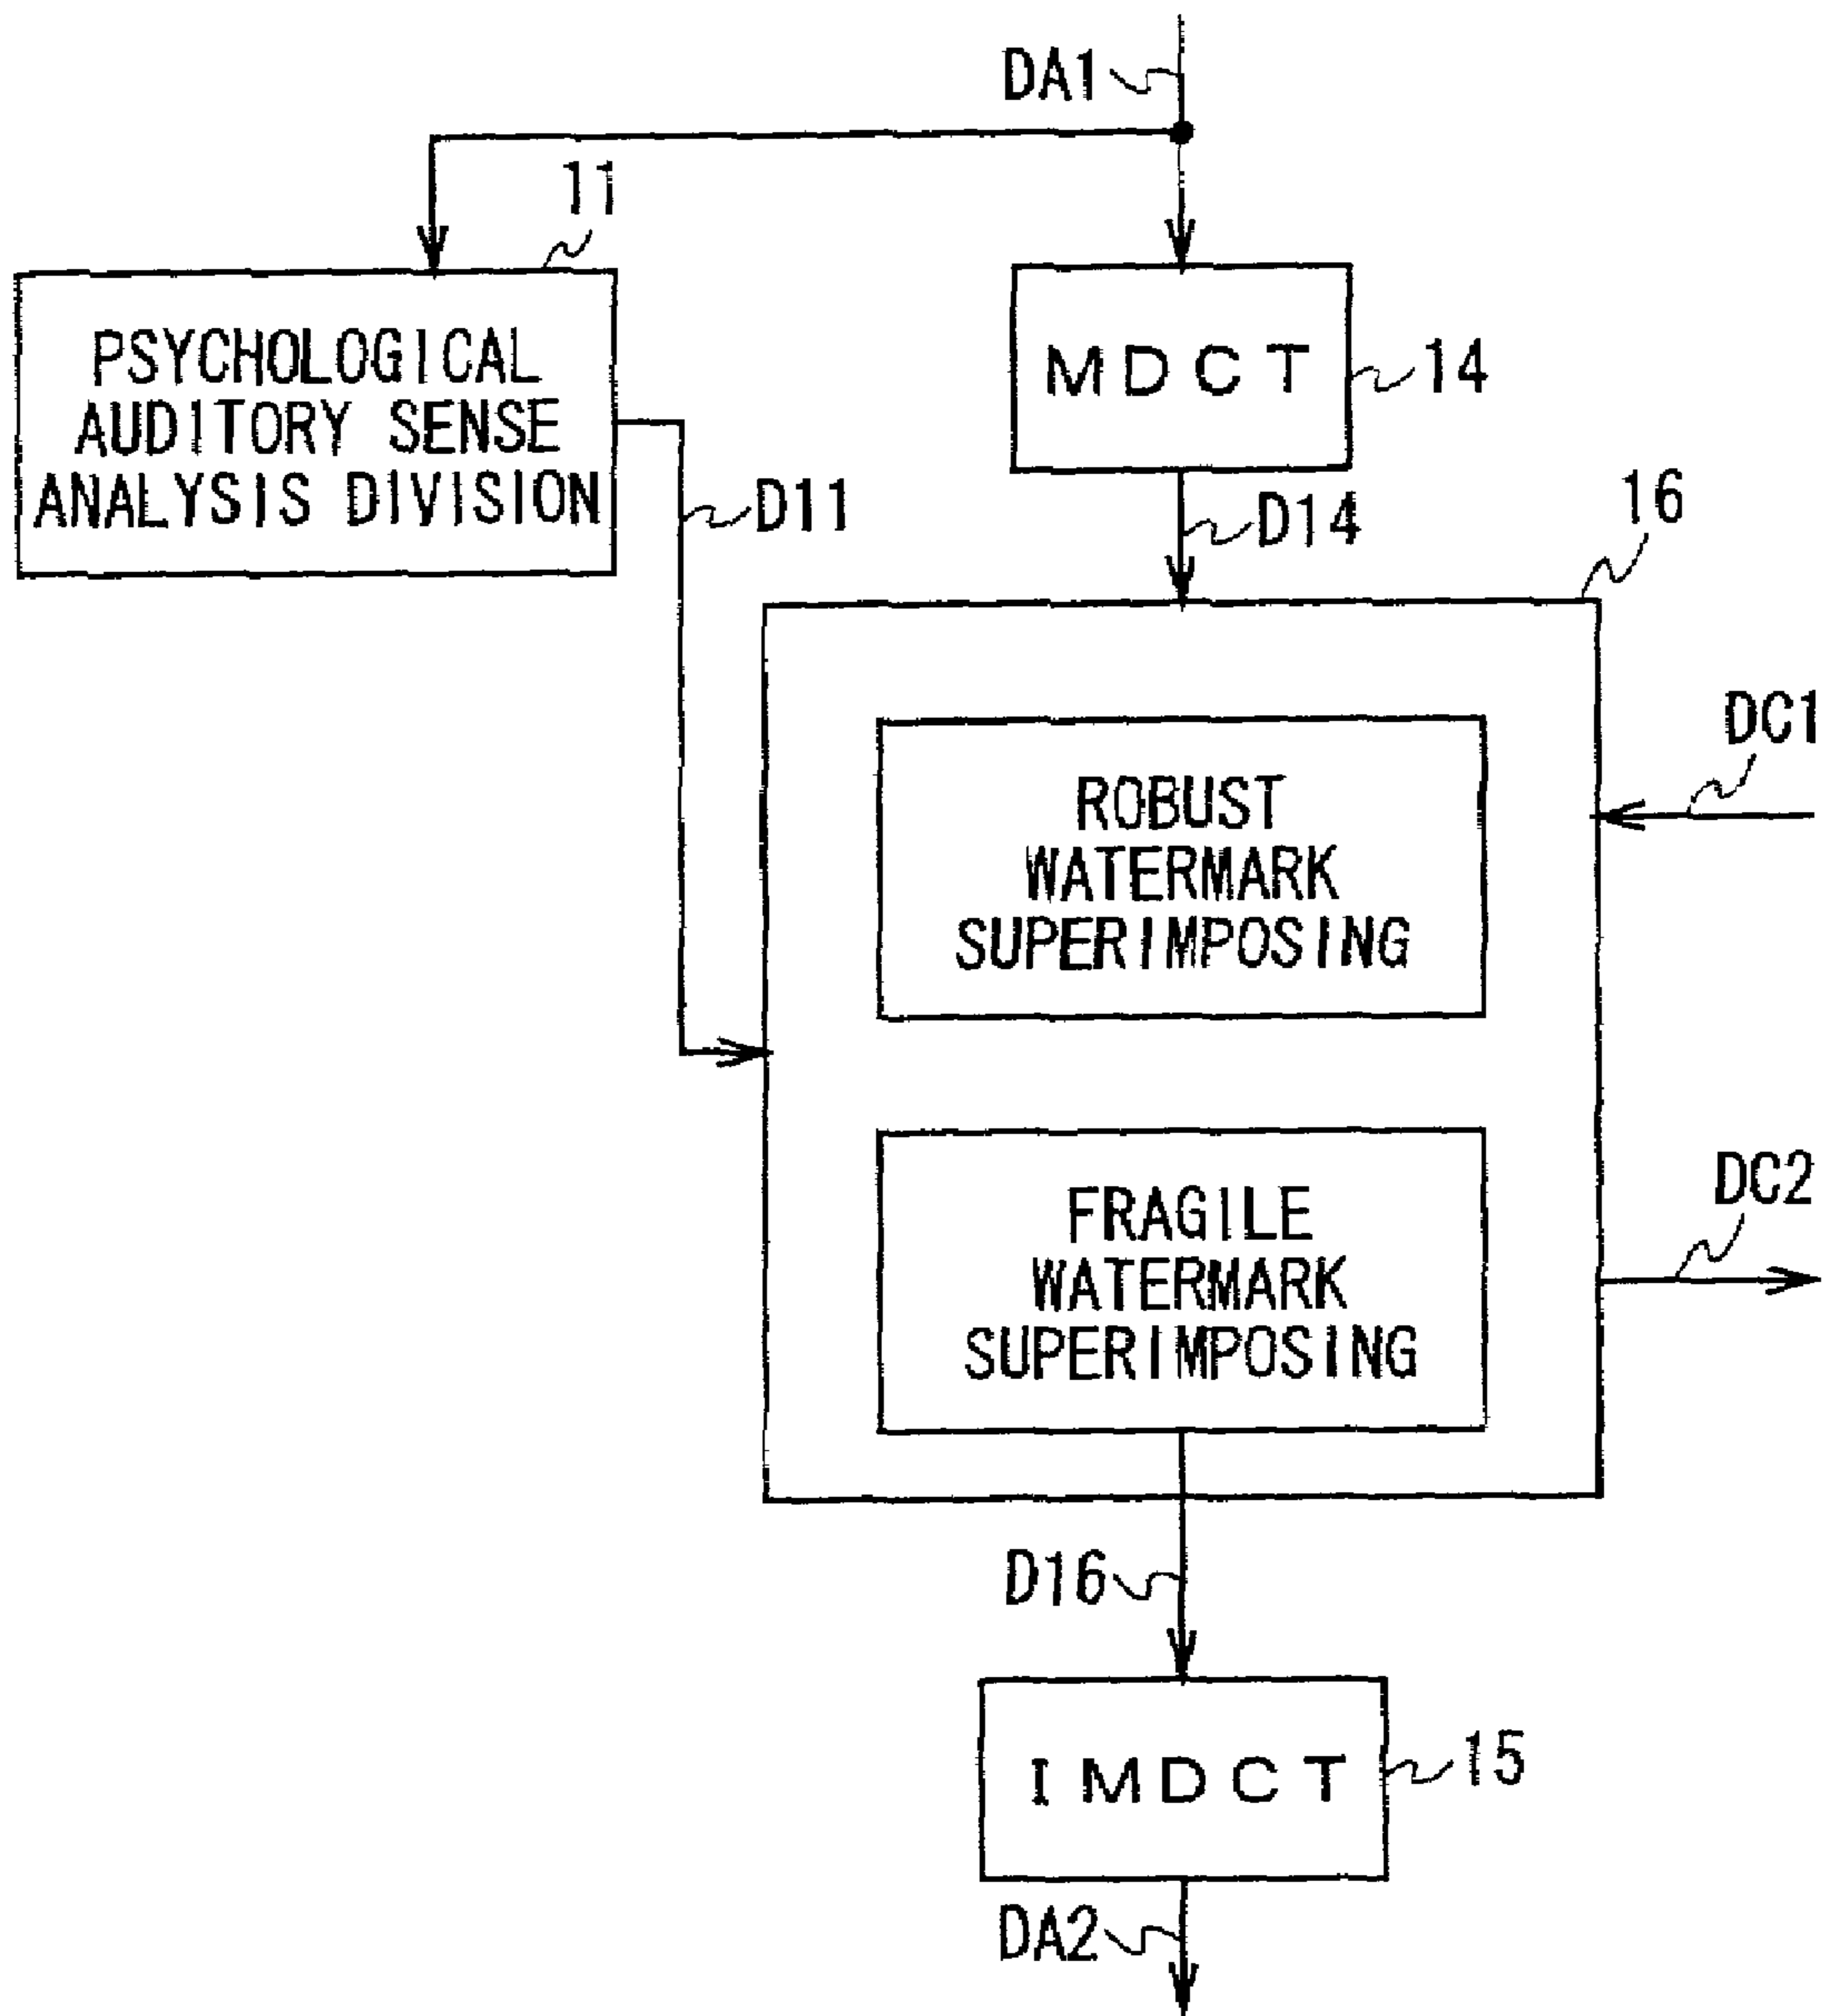 DA1
11
PSYCHOLOGICAL
AUDITORY SENSE
ANALYSIS DIVISION
MDCT
14
D11
D14
16
ROBUST
WATERMARK
SUPERIMPOSING
DC1
FRAGILE
WATERMARK
SUPERIMPOSING
DC2
D16
IMDCT
15
DA2